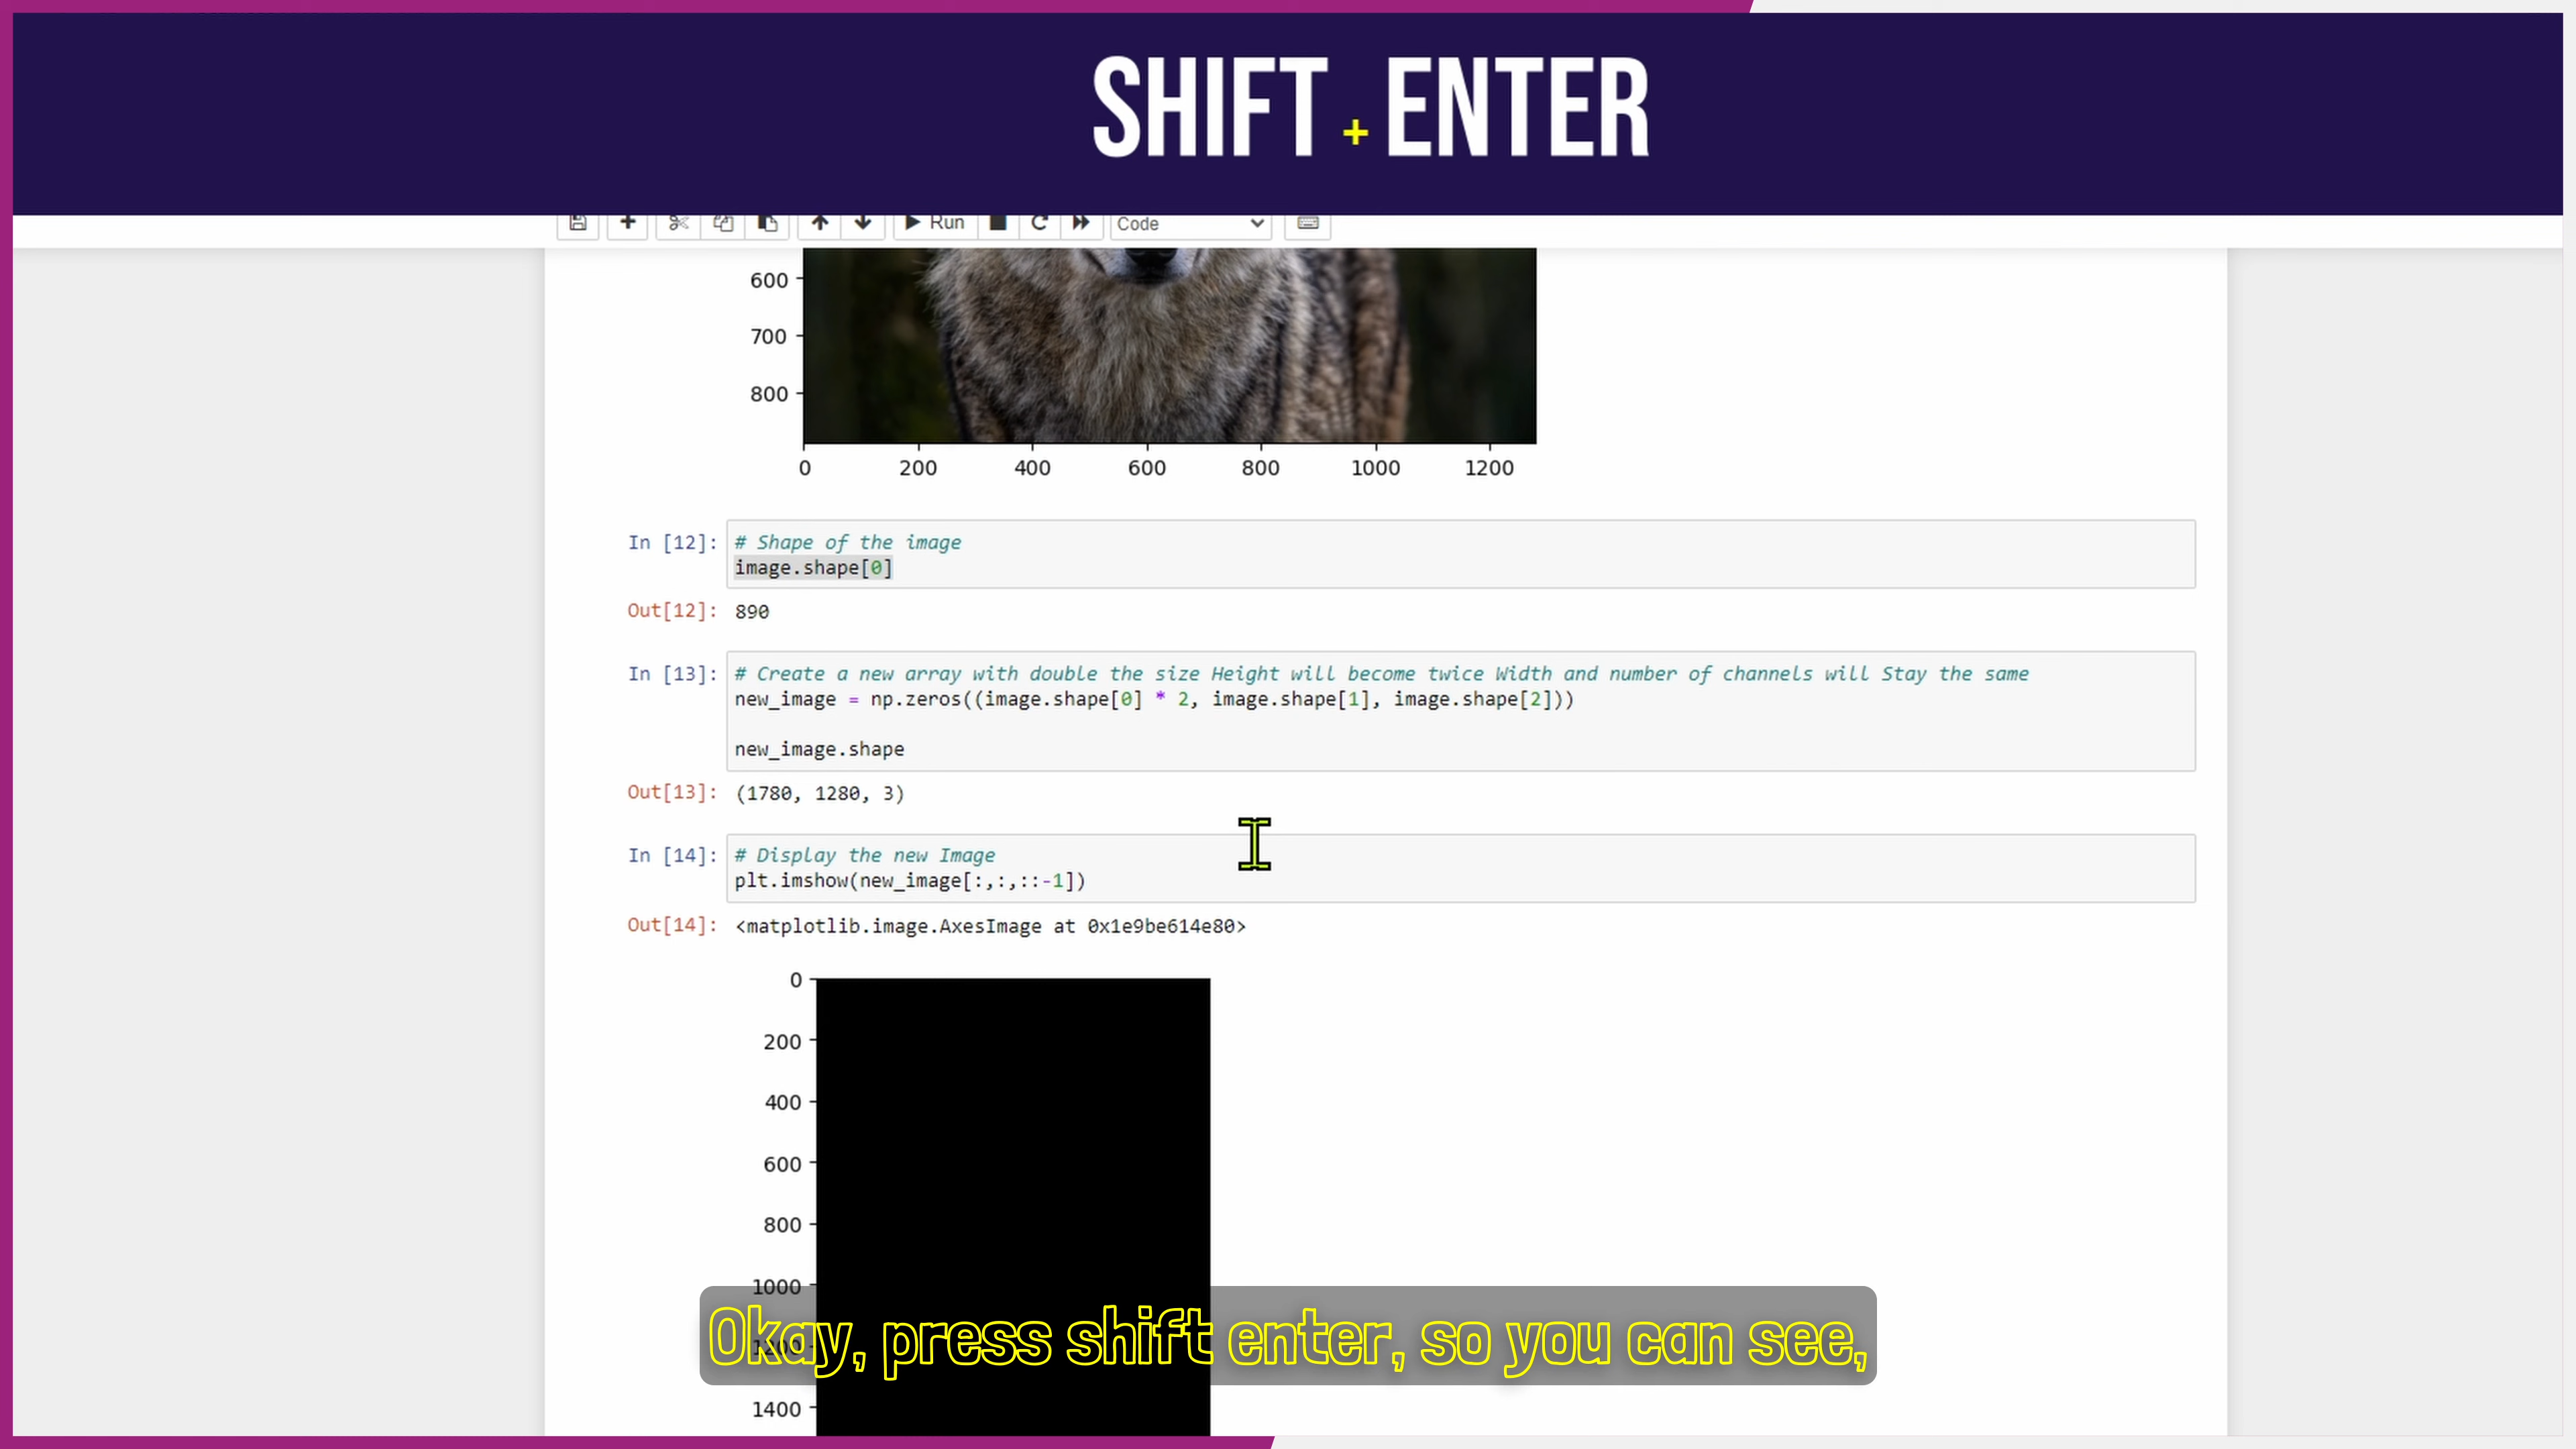 SHIFT + ENTER
Run
Code
600
700
800
0 200 400 600 800 1000 1200
In [12]: # Shape of the image
image.shape[0]
Out[12]: 890
In [13]: # Create a new array with double the size Height will become twice Width and number of channels will Stay the same
new_image = np.zeros((image.shape[0] * 2, image.shape[1], image.shape[2]))
new_image.shape
Out[13]: (1780, 1280, 3)
In [14]: # Display the new Image
plt.imshow(new_image[:,:,::-1])
Out[14]: <matplotlib.image.AxesImage at 0x1e9be614e80>
0
200
400
600
800
1000
1200
Okay, press shift enter, so you can see,
1400